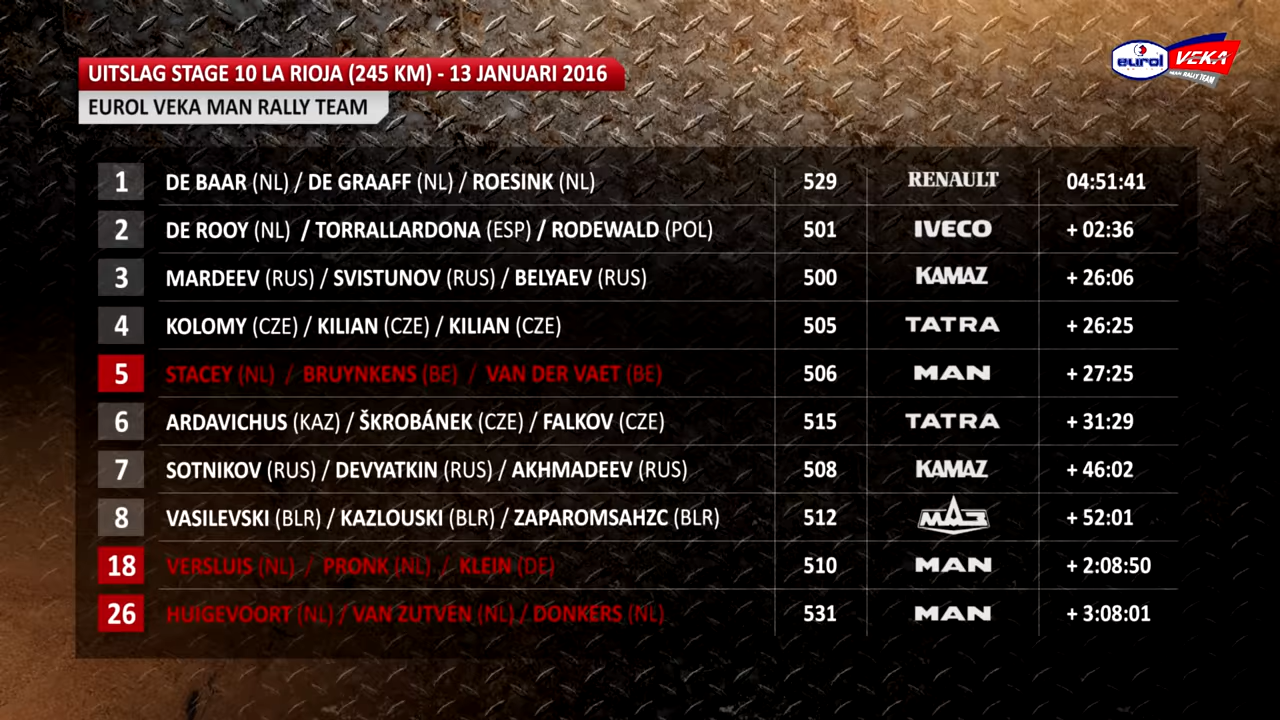 UITSLAG STAGE 10 LA RIOJA (245 KM) - 13 JANUARI 2016
EUROL VEKA MAN RALLY TEAM
eurol VEKA
MAN RALLY TEAM
1 DE BAAR (NL) / DE GRAAFF (NL) / ROESINK (NL) 529 RENAULT 04:51:41
2 DE ROOY (NL) / TORRALLARDONA (ESP) / RODEWALD (POL) 501 IVECO + 02:36
3 MARDEEV (RUS) / SVISTUNOV (RUS) / BELYAEV (RUS) 500 KAMAZ + 26:06
4 KOLOMY (CZE) / KILIAN (CZE) / KILIAN (CZE) 505 TATRA + 26:25
5 STACEY (NL) / BRUYNKENS (BE) / VAN DER VAET (BE) 506 MAN + 27:25
6 ARDAVICHUS (KAZ) / ŠKROBÁNEK (CZE) / FALKOV (CZE) 515 TATRA + 31:29
7 SOTNIKOV (RUS) / DEVYATKIN (RUS) / AKHMADEEV (RUS) 508 KAMAZ + 46:02
8 VASILEVSKI (BLR) / KAZLOUSKI (BLR) / ZAPAROMSAHZC (BLR) 512 МАЗ + 52:01
18 VERSLUIS (NL) / PRONK (NL) / KLEIN (DE) 510 MAN + 2:08:50
26 HUIGEVOORT (NL) / VAN ZUTVEN (NL) / DONKERS (NL) 531 MAN + 3:08:01